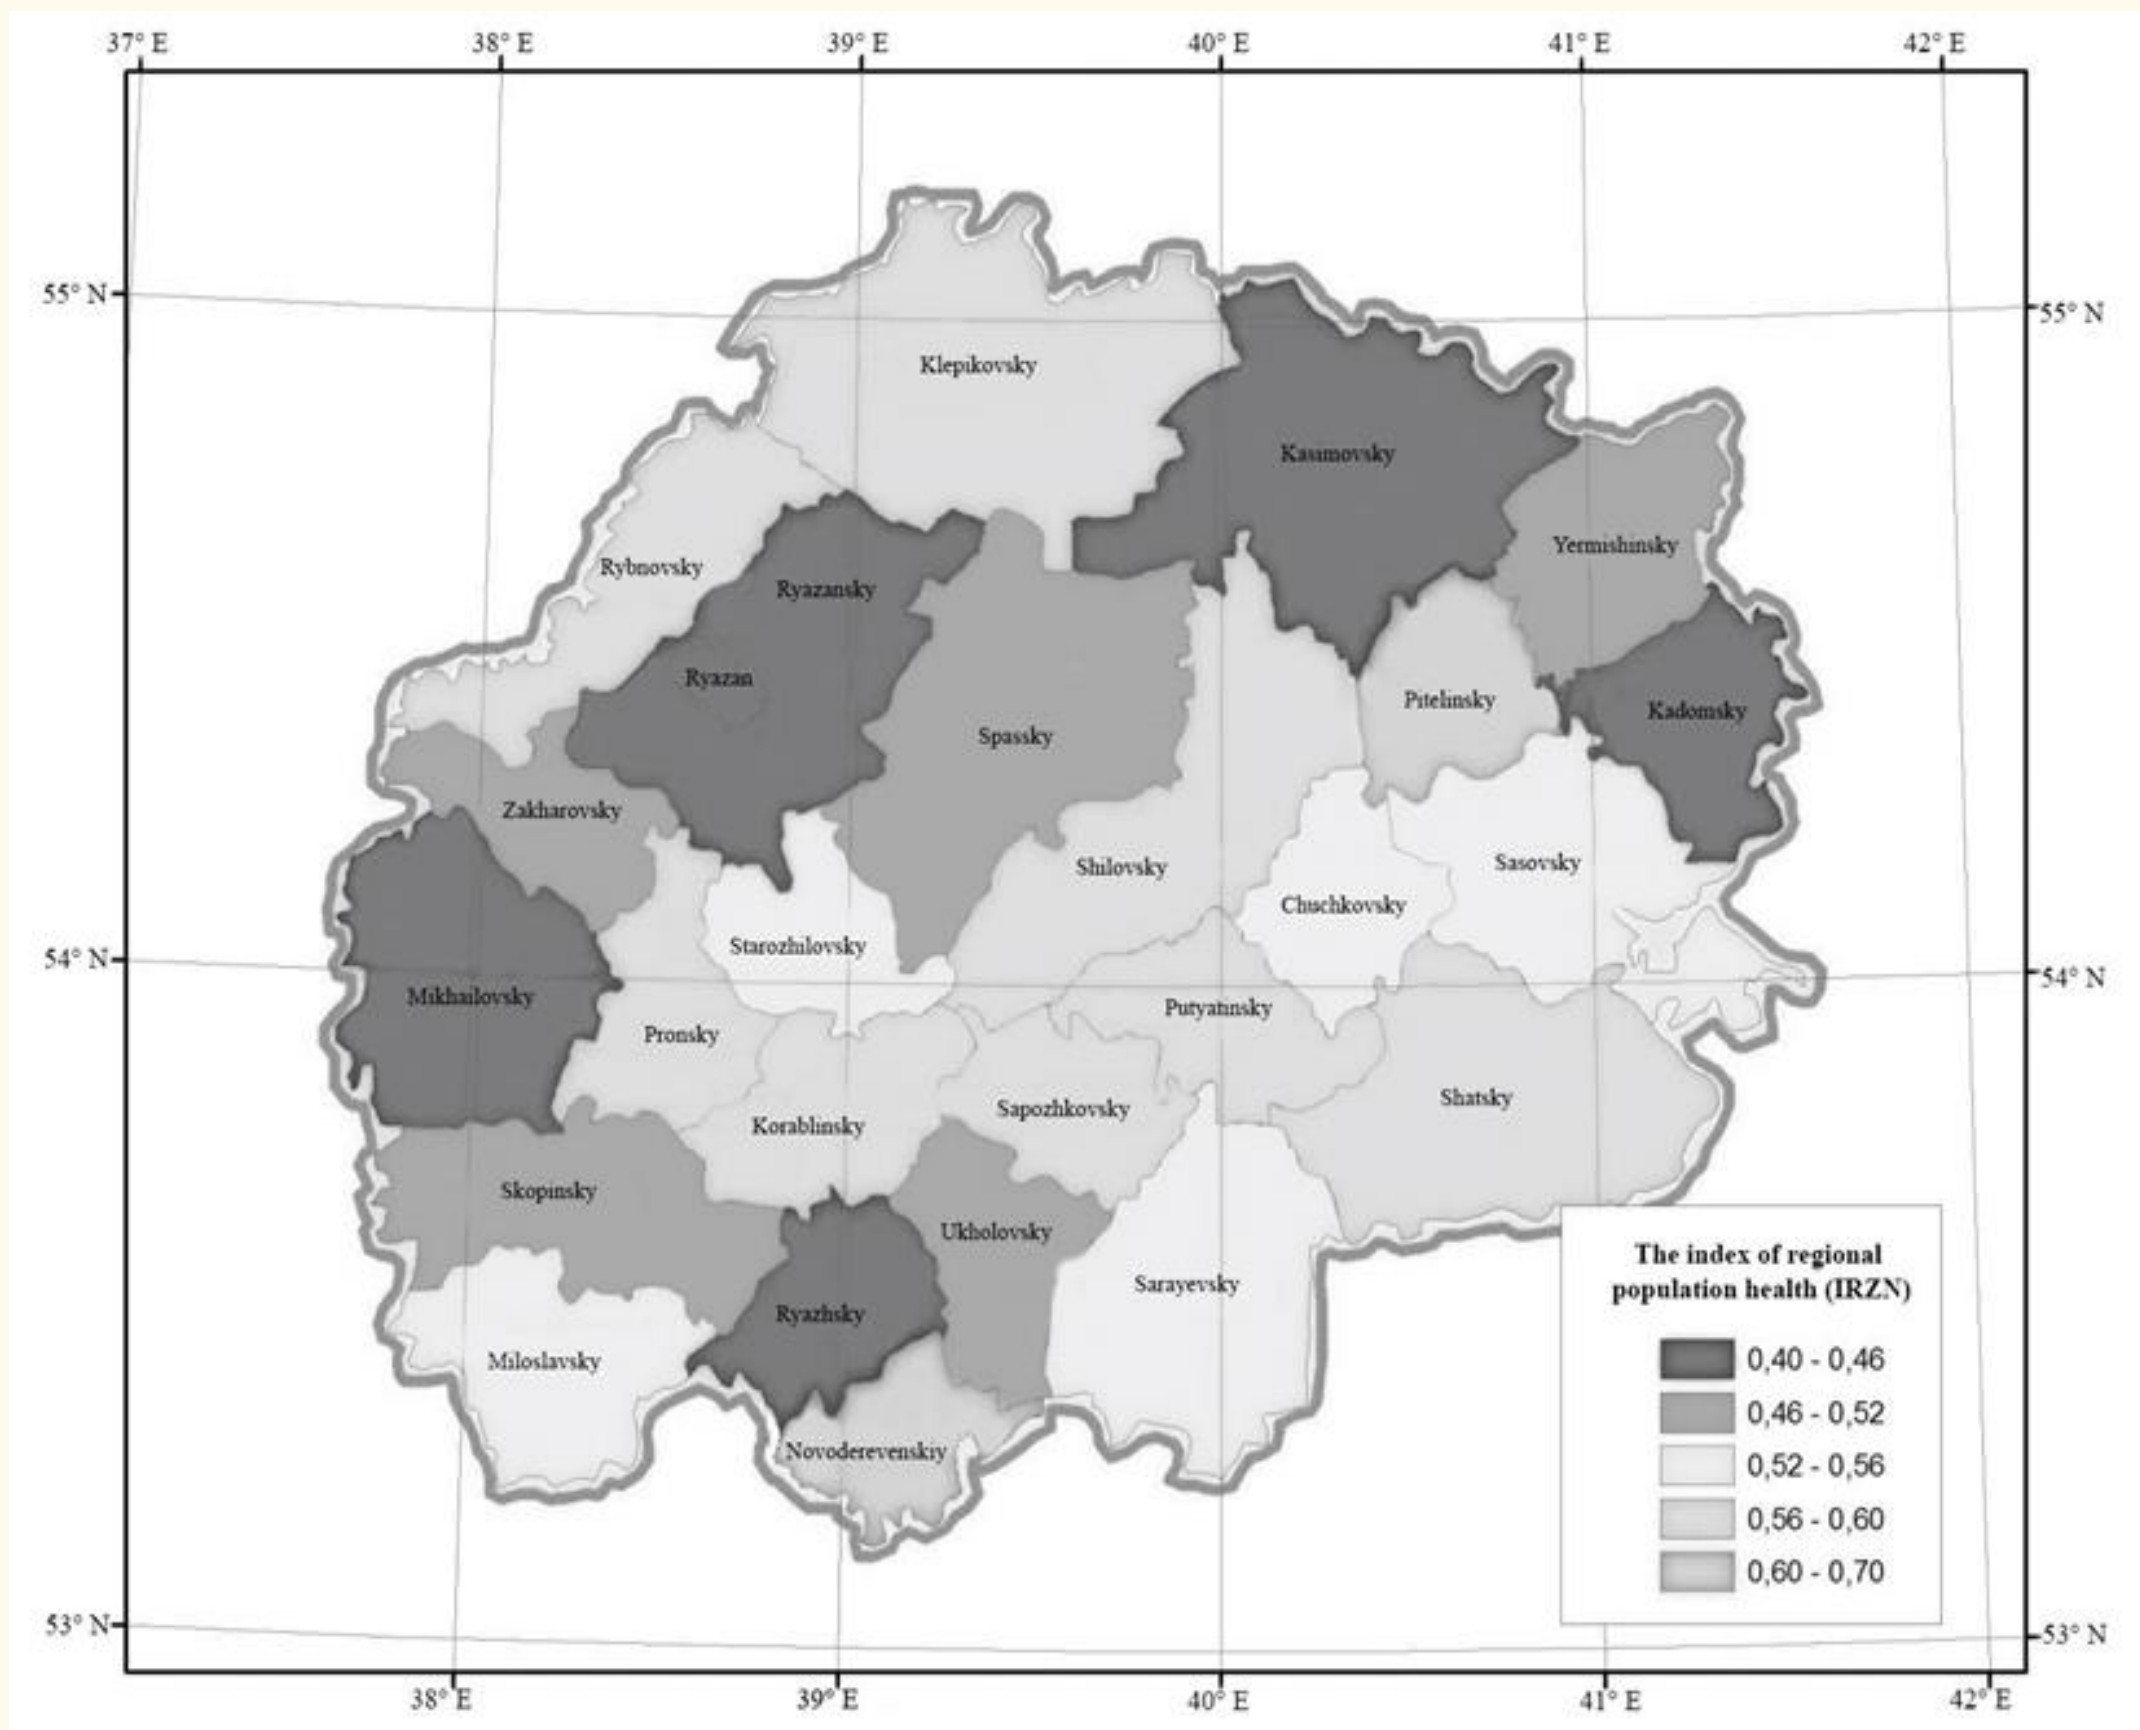 37° E 38° E 39° E 40° E 41° E 42° E
55° N 55° N
Klepikovsky
Kasimovsky
Yermishinsky
Rybnovsky
Ryazansky
Ryazan
Pitelinsky
Kadomsky
Spassky
Zakharovsky
Shilovsky
Sasovsky
Chuchkovsky
Starozhilovsky
54° N 54° N
Mikhailovsky
Putyatinsky
Pronsky
Shatsky
Sapozhkovsky
Korablinsky
Skopinsky
Ukholovsky
Sarayevsky
Ryazhsky
Miloslavsky
Novoderevenskiy
The index of regional
population health (IRZN)
0,40 - 0,46
0,46 - 0,52
0,52 - 0,56
0,56 - 0,60
0,60 - 0,70
53° N 53° N
38° E 39° E 40° E 41° E 42° E